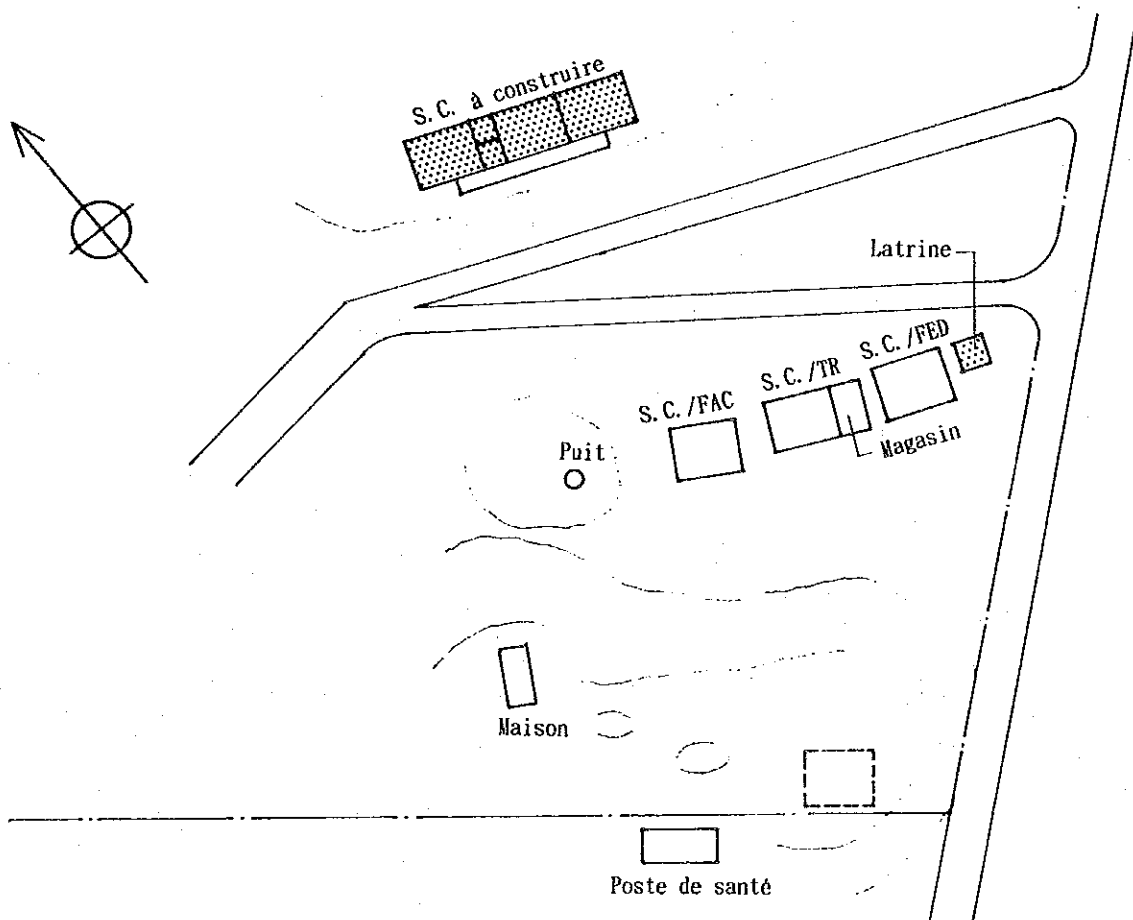 S.C. à construire
Latrine
S.C./FED
S.C./TR
S.C./FAC
Magasin
Puit
Maison
Poste de santé